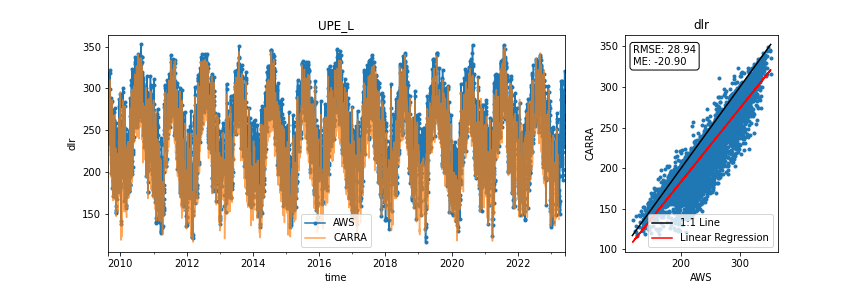 UPE_L
dlr
350
300
250
200
150
2010
2012
2014
2016
2018
2020
2022
time
AWS
CARRA
dlr
RMSE: 28.94
ME: -20.90
CARRA
350
300
250
200
150
100
200
300
AWS
1:1 Line
Linear Regression